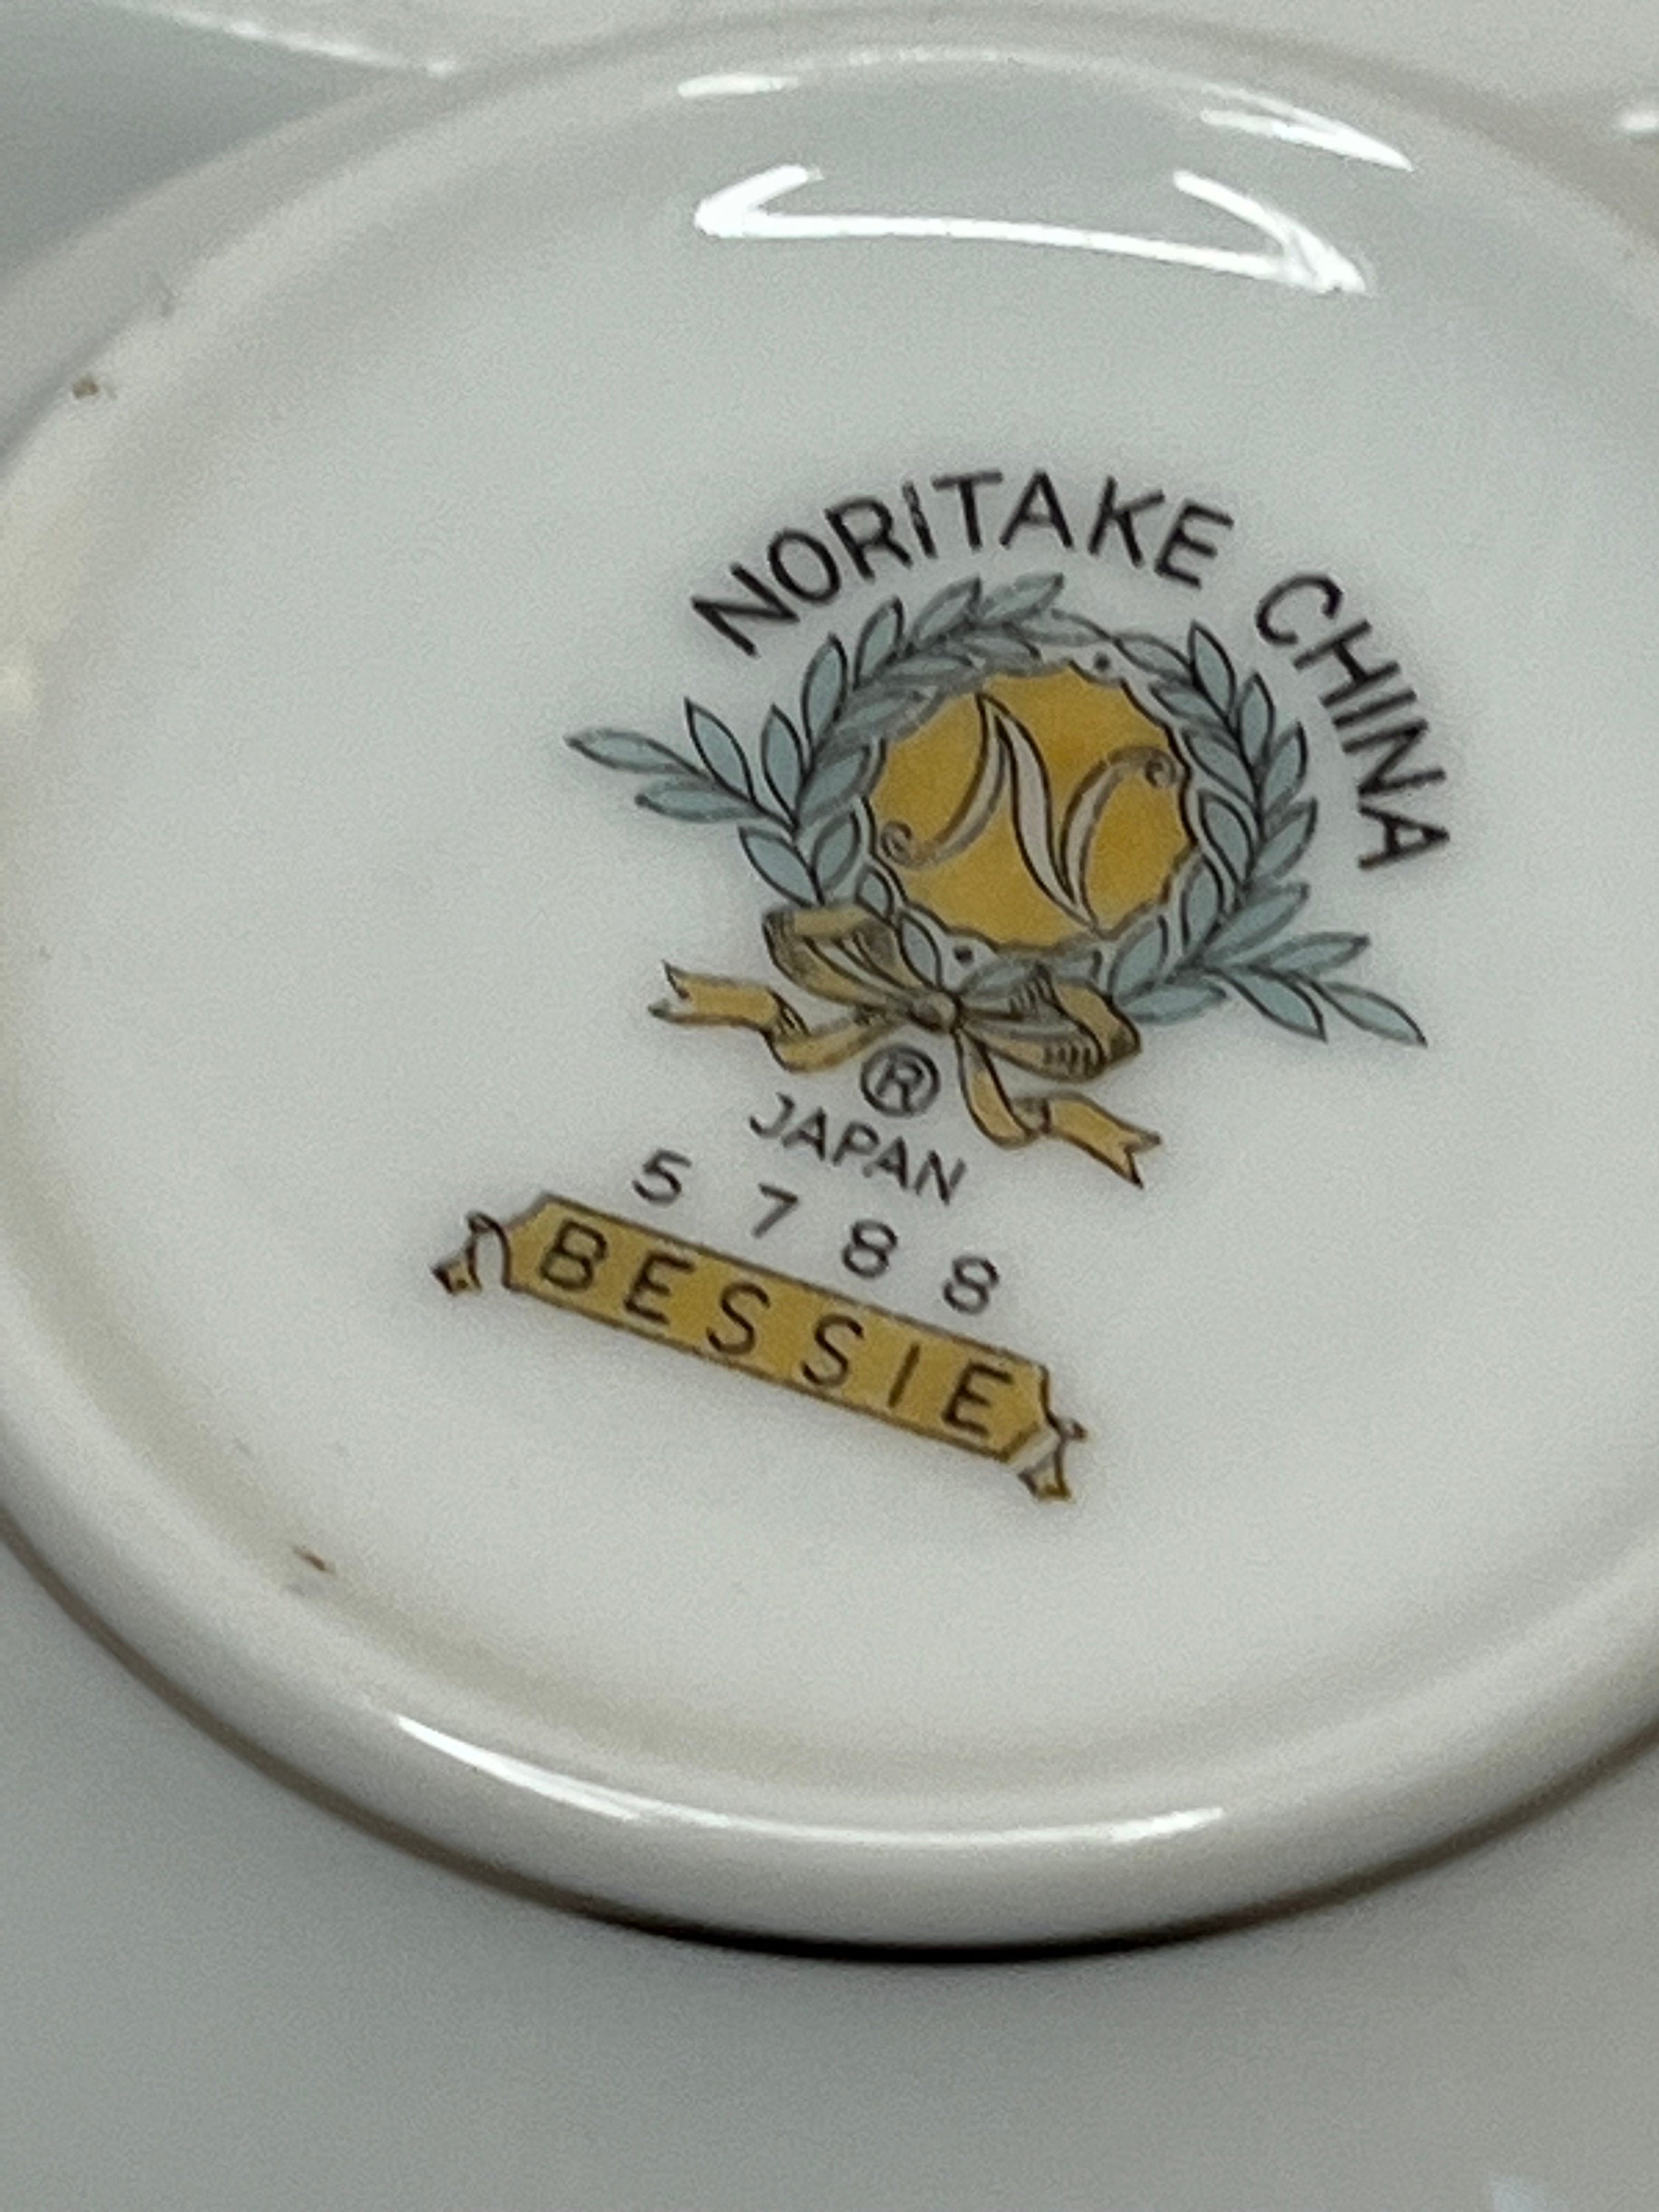 NORITAKE CHINA
N
®
JAPAN
5788
BESSIE